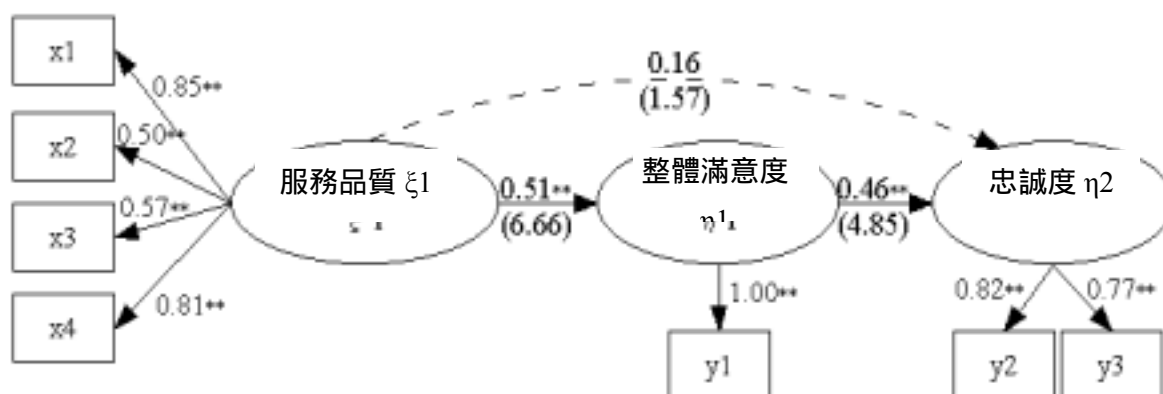 x1
0.85**
x2
0.50**
x3
0.57**
x4
0.81**
0.16
(1.57)
服務品質 ξ1
0.51**
(6.66)
整體滿意度
η1
0.46**
(4.85)
忠誠度 η2
1.00**
0.82**
0.77**
y1
y2
y3